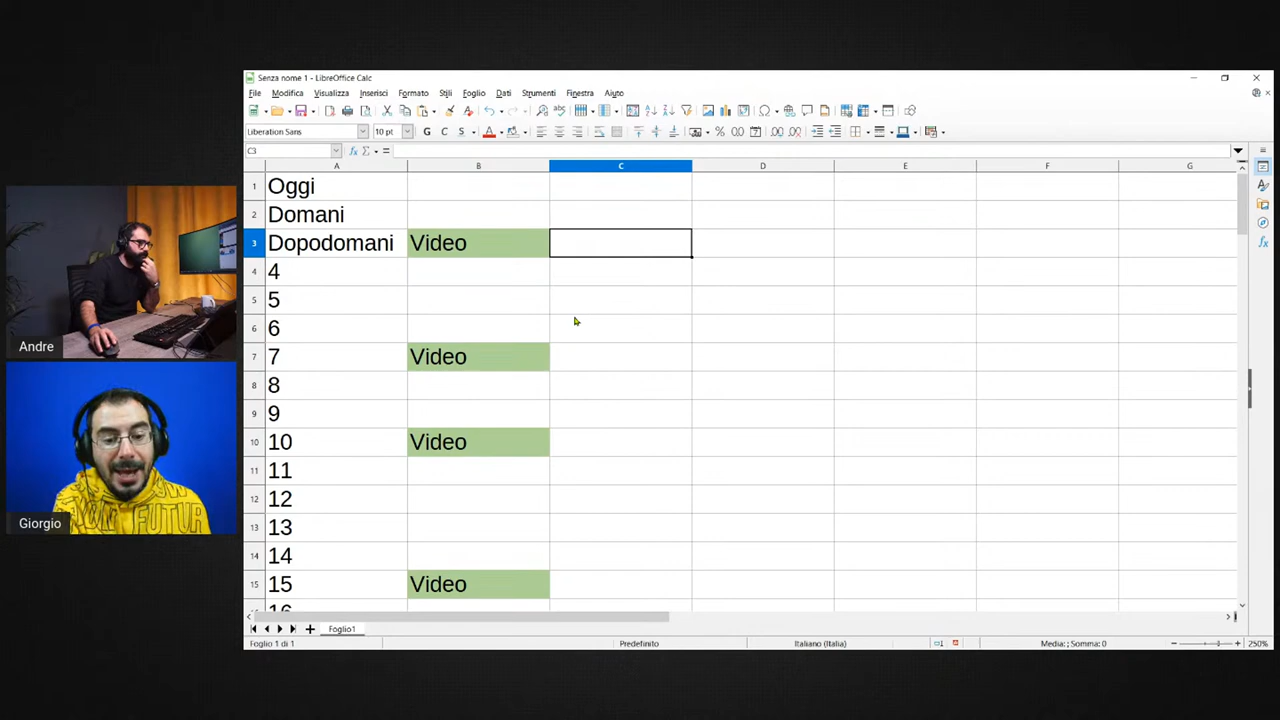 Senza nome 1 - LibreOffice Calc
File Modifica Visualizza Inserisci Formato Stili Foglio Dati Strumenti Finestra Aiuto
Liberation Sans 10 pt G C S
C3
A B C D E F G
1 Oggi
2 Domani
3 Dopodomani Video
4 4
5 5
6 6
7 7 Video
8 8
9 9
10 10 Video
11 11
12 12
13 13
14 14
15 15 Video
16
Foglio1
Foglio 1 di 1 Predefinito Italiano (Italia) Media: ; Somma: 0 250%
Andre
Giorgio
FUTUR